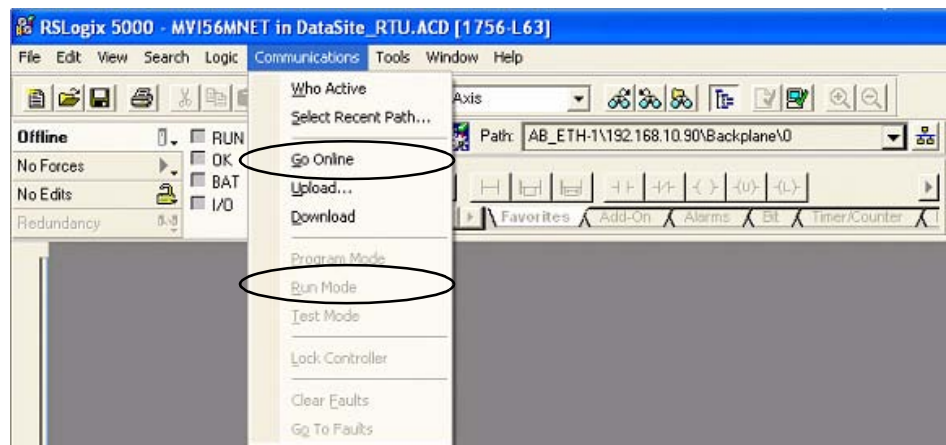 RSLogix 5000 - MVI56MNET in DataSite_RTU.ACD [1756-L63]
File Edit View Search Logic Communications Tools Window Help
Who Active
Select Recent Path...
Go Online
Upload...
Download
Program Mode
Run Mode
Test Mode
Lock Controller
Clear Faults
Go To Faults
Axis
Offline
RUN
No Forces
OK
No Edits
BAT
Redundancy
I/O
Path: AB_ETH-1\192.168.10.90\Backplane\0
Favorites Add-On Alarms Bit Timer/Counter